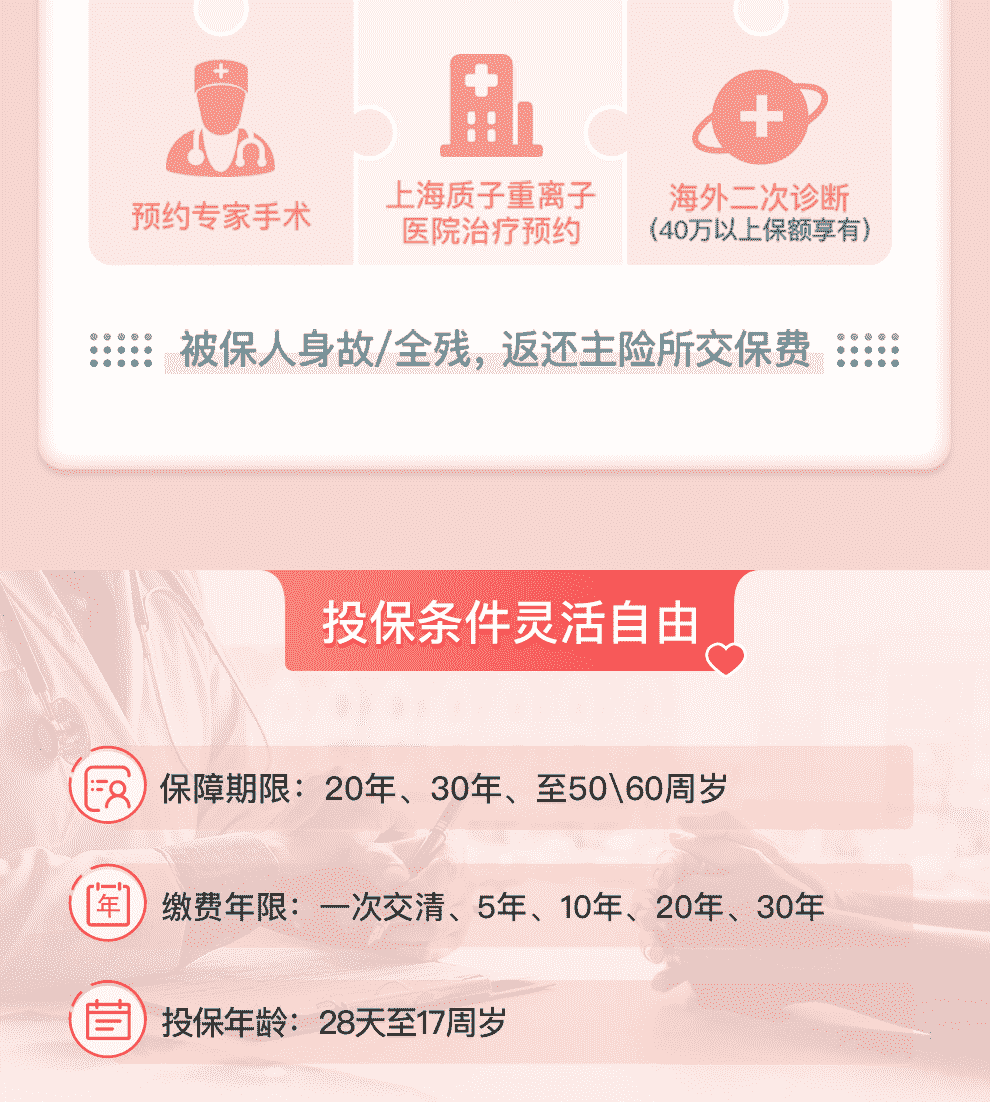 预约专家手术
上海质子重离子
医院治疗预约
海外二次诊断
(40万以上保额享有)
被保人身故/全残，返还主险所交保费
投保条件灵活自由
保障期限：20年、30年、至50\60周岁
年
缴费年限：一次交清、5年、10年、20年、30年
投保年龄：28天至17周岁